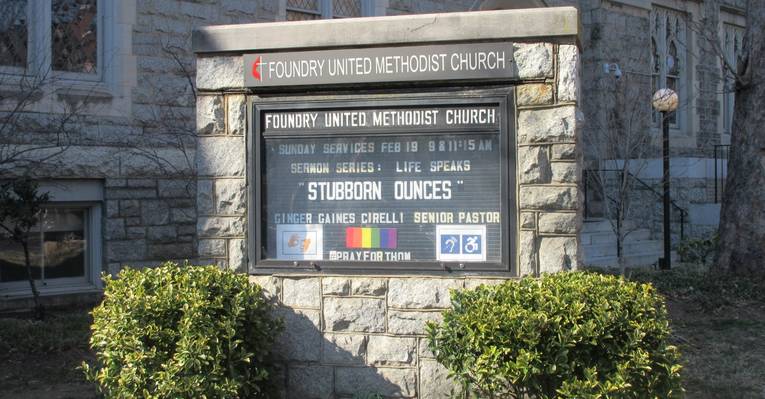 FOUNDRY UNITED METHODIST CHURCH
FOUNDRY UNITED METHODIST CHURCH
SUNDAY SERVICES FEB 19 9 & 11:15 AM
SERMON SERIES: LIFE SPEAKS
"STUBBORN OUNCES"
GINGER GAINES CIRELLI SENIOR PASTOR
#PRAYFORTHOM